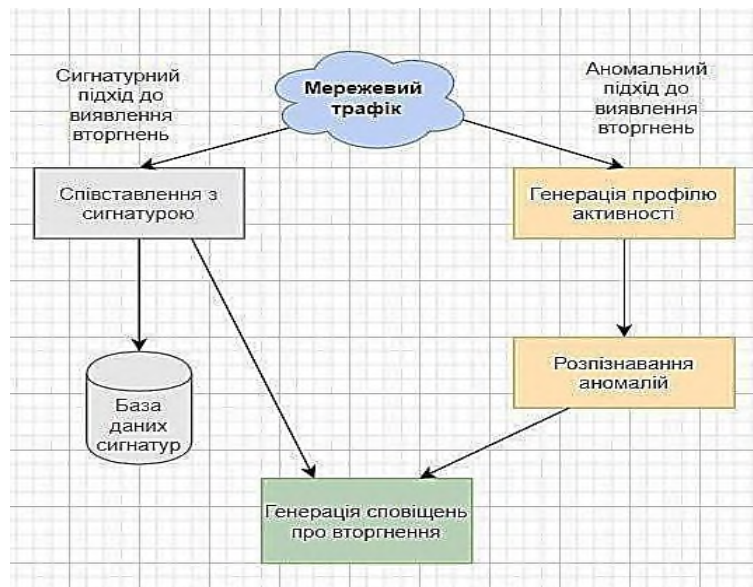 Сигнатурний
підхід до
виявлення
вторгнень
Мережевий
трафік
Аномальний
підхід до
виявлення
вторгнень
Співставлення з
сигнатурою
Генерація профілю
активності
База
даних
сигнатур
Розпізнавання
аномалій
Генерація сповіщень
про вторгнення